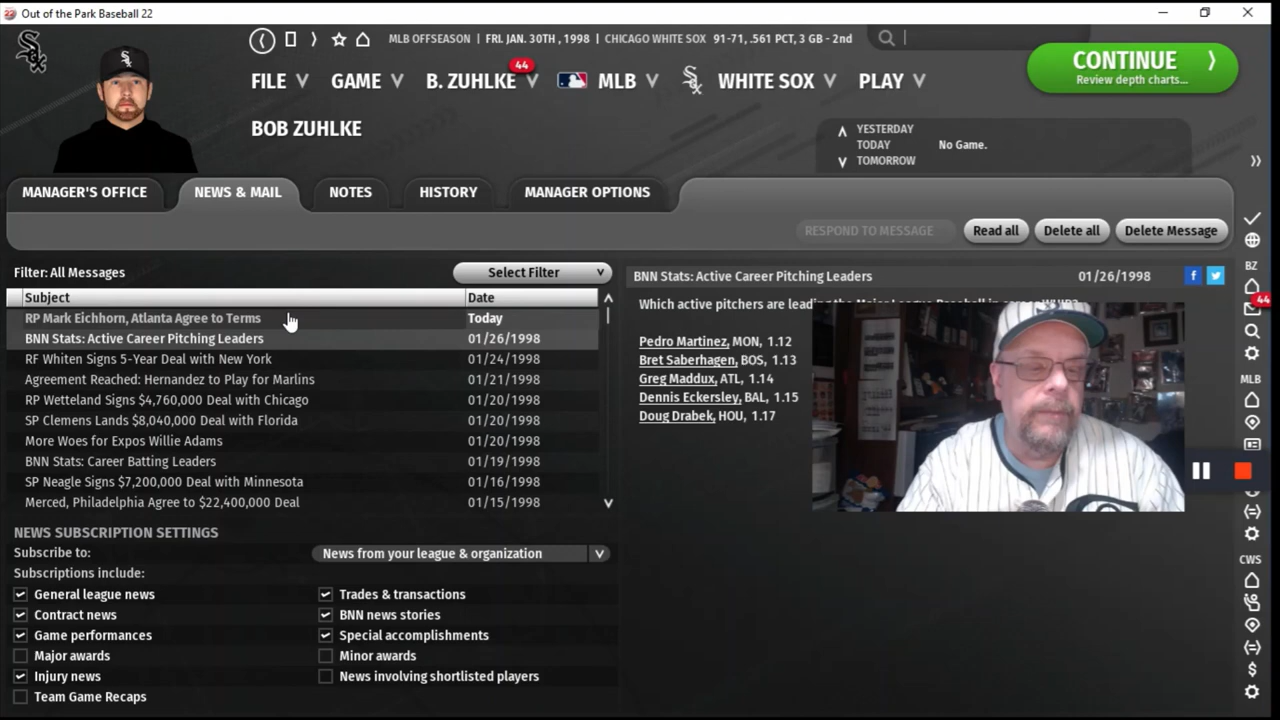 Out of the Park Baseball 22
MLB OFFSEASON | FRI. JAN. 30TH, 1998 | CHICAGO WHITE SOX 91-71, .561 PCT, 3 GB - 2nd
FILE GAME B. ZUHLKE 44 MLB WHITE SOX PLAY
CONTINUE
Review depth charts...
BOB ZUHLKE
YESTERDAY
TODAY No Game.
TOMORROW
MANAGER'S OFFICE NEWS & MAIL NOTES HISTORY MANAGER OPTIONS
RESPOND TO MESSAGE Read all Delete all Delete Message
Filter: All Messages Select Filter
Subject Date
RP Mark Eichhorn, Atlanta Agree to Terms Today
BNN Stats: Active Career Pitching Leaders 01/26/1998
RF Whiten Signs 5-Year Deal with New York 01/24/1998
Agreement Reached: Hernandez to Play for Marlins 01/21/1998
RP Wetteland Signs $4,760,000 Deal with Chicago 01/20/1998
SP Clemens Lands $8,040,000 Deal with Florida 01/20/1998
More Woes for Expos Willie Adams 01/20/1998
BNN Stats: Career Batting Leaders 01/19/1998
SP Neagle Signs $7,200,000 Deal with Minnesota 01/16/1998
Merced, Philadelphia Agree to $22,400,000 Deal 01/15/1998
BNN Stats: Active Career Pitching Leaders 01/26/1998
Which active pitchers are leading the Major League Baseball in career WHIP?
Pedro Martinez, MON, 1.12
Bret Saberhagen, BOS, 1.13
Greg Maddux, ATL, 1.14
Dennis Eckersley, BAL, 1.15
Doug Drabek, HOU, 1.17
NEWS SUBSCRIPTION SETTINGS
Subscribe to: News from your league & organization
Subscriptions include:
General league news Trades & transactions
Contract news BNN news stories
Game performances Special accomplishments
Major awards Minor awards
Injury news News involving shortlisted players
Team Game Recaps
BZ
44
MLB
CWS